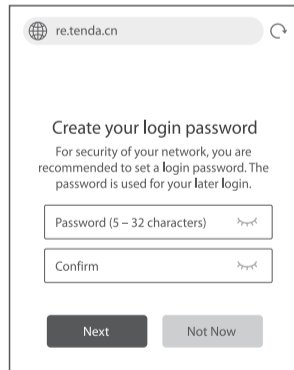 re.tenda.cn
Create your login password
For security of your network, you are
recommended to set a login password. The
password is used for your later login.
Password (5 – 32 characters)
Confirm
Next
Not Now